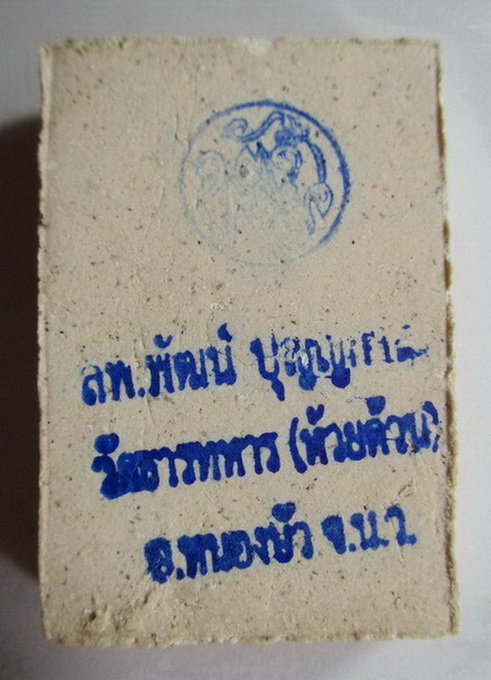 ลพ.พัฒน์
วัดธารทหาร (ห้วยด้วน)
อ.หนองบัว จ.น.ว.